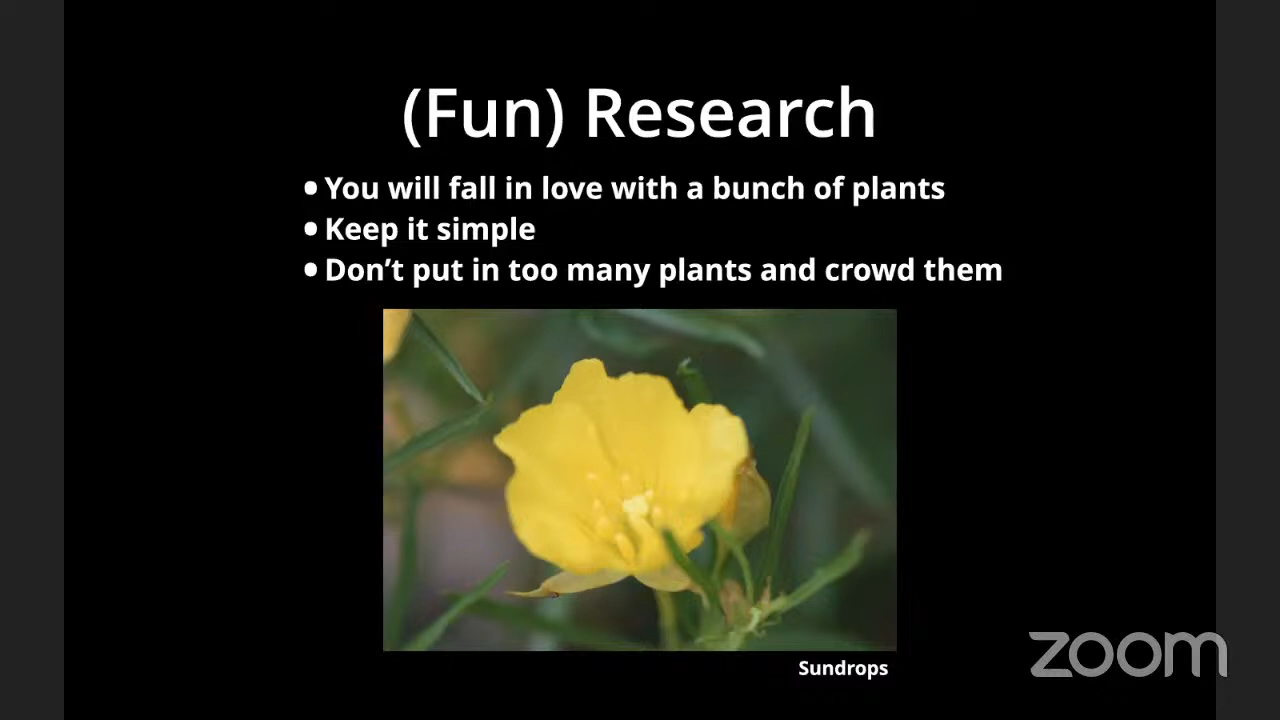 (Fun) Research
•You will fall in love with a bunch of plants
•Keep it simple
•Don’t put in too many plants and crowd them
Sundrops
zoom